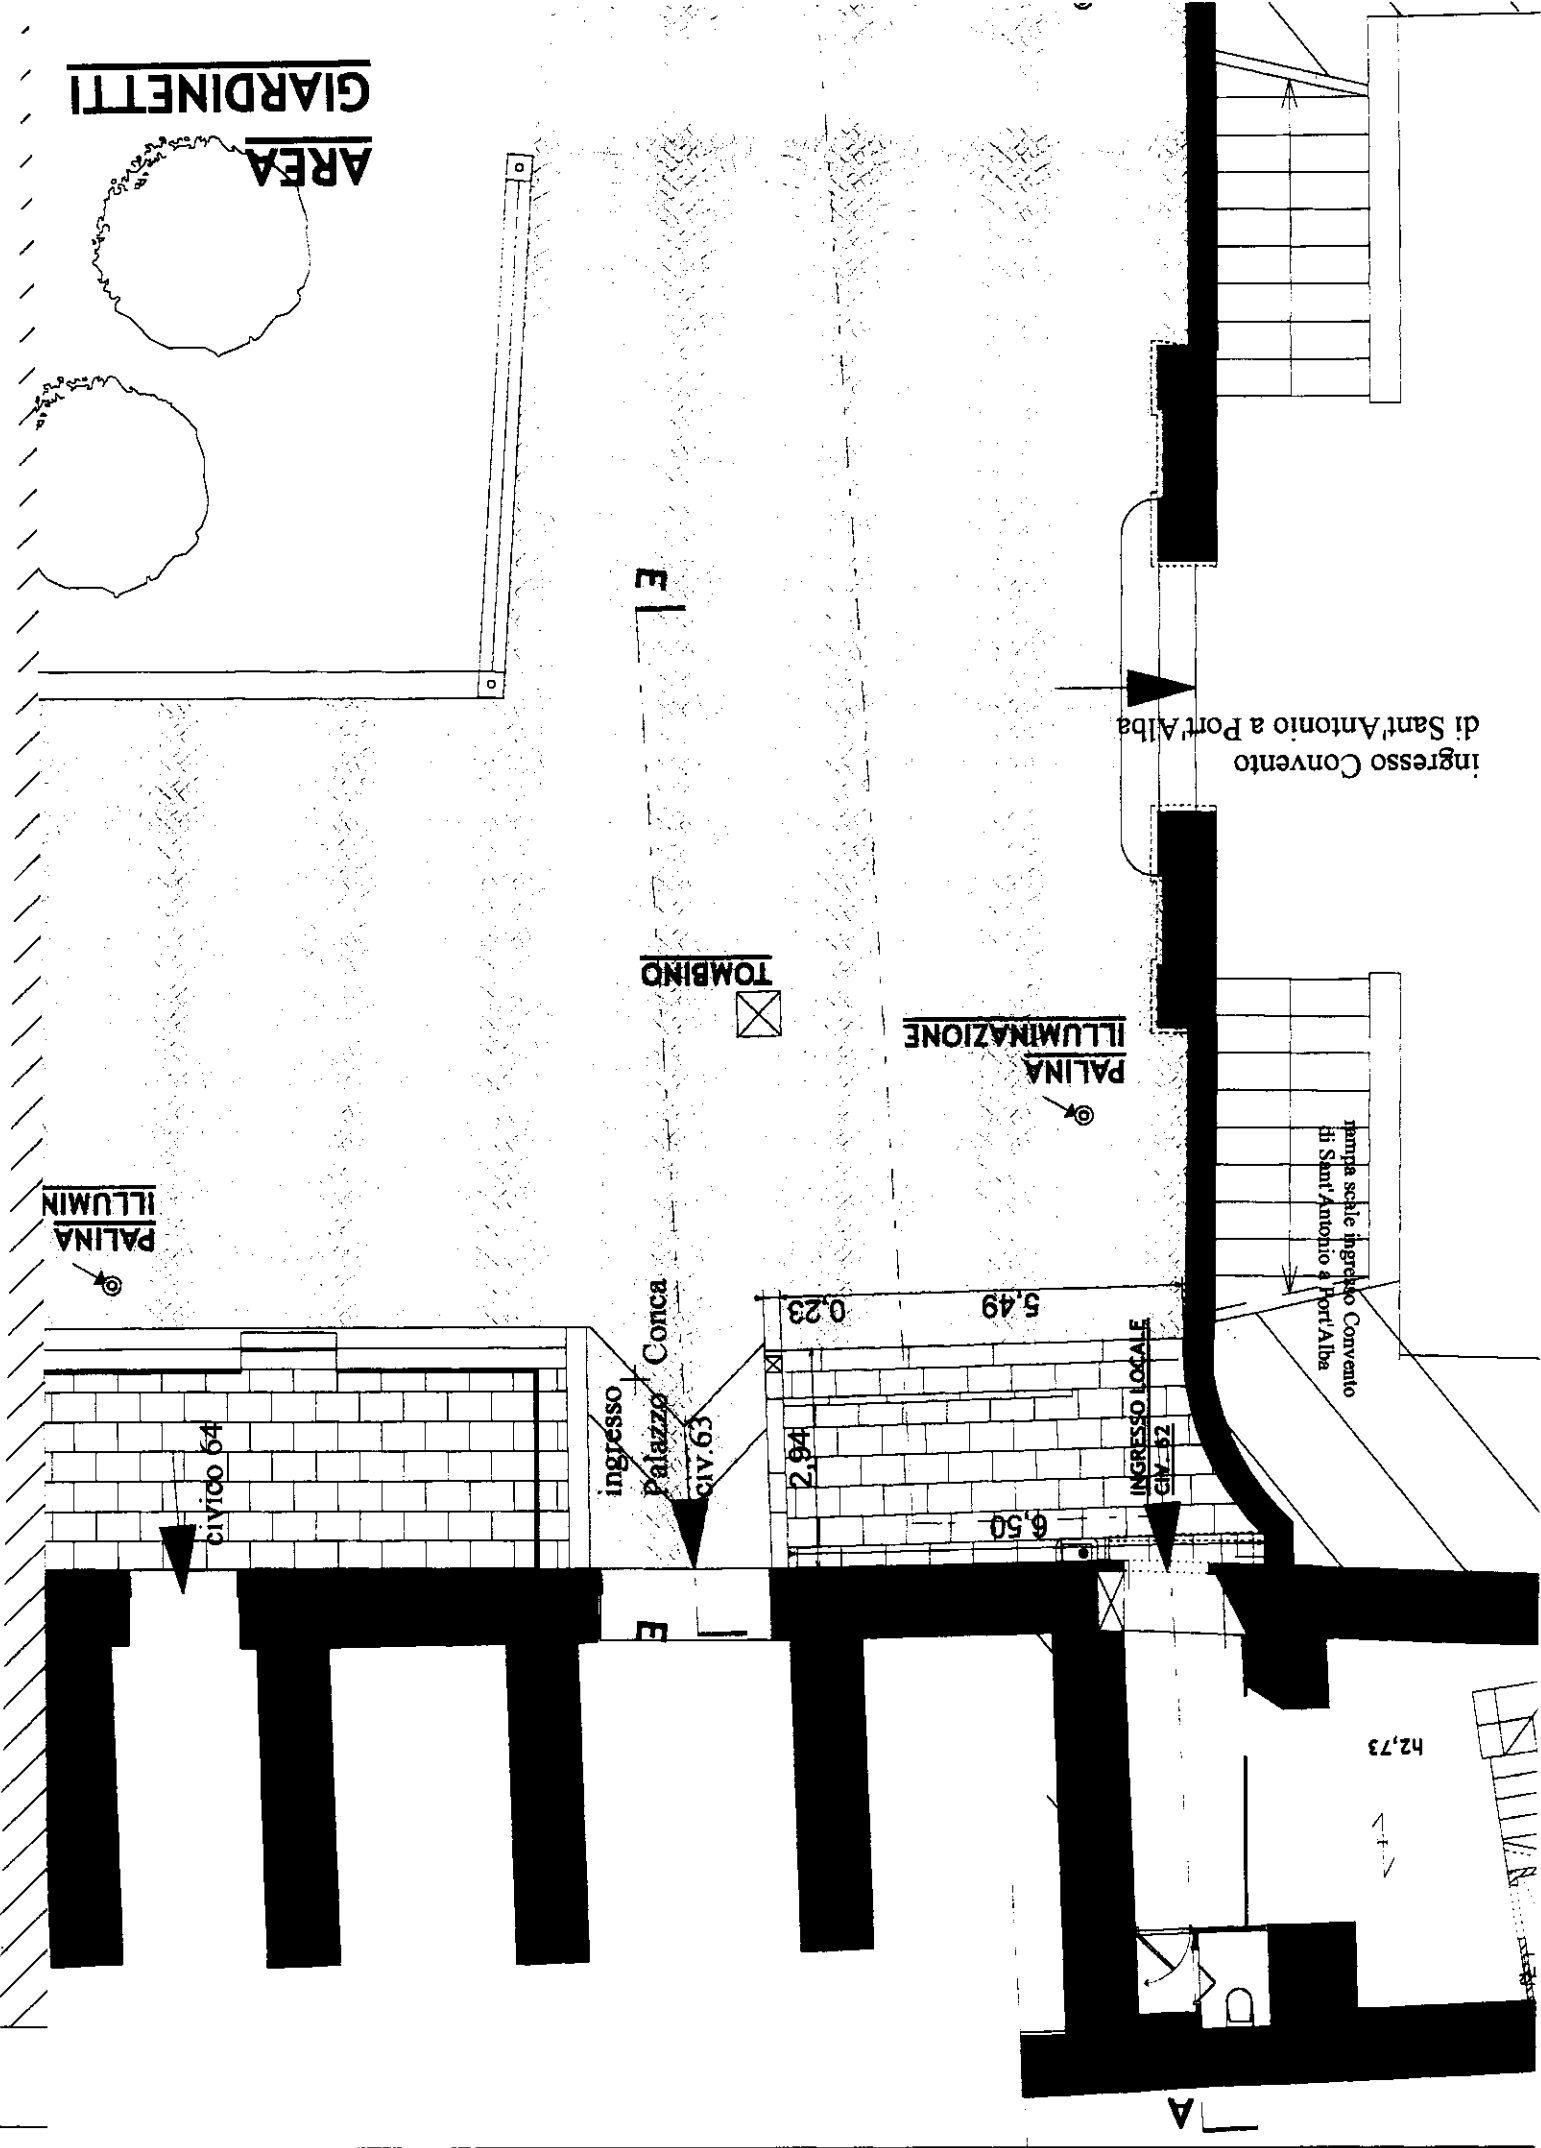 AREA
GIARDINETTI
E
ingresso Convento
di Sant'Antonio a Port'Alba
TOMBINO
PALINA
ILLUMINAZIONE
PALINA
ILLUMIN
rampa scale ingresso Convento
di Sant'Antonio a Port'Alba
0,23
5,49
ingresso
Palazzo Conca
civ.63
civico 64
2,94
INGRESSO LOCALE
CIV. 62
6,50
E
h2,73
A